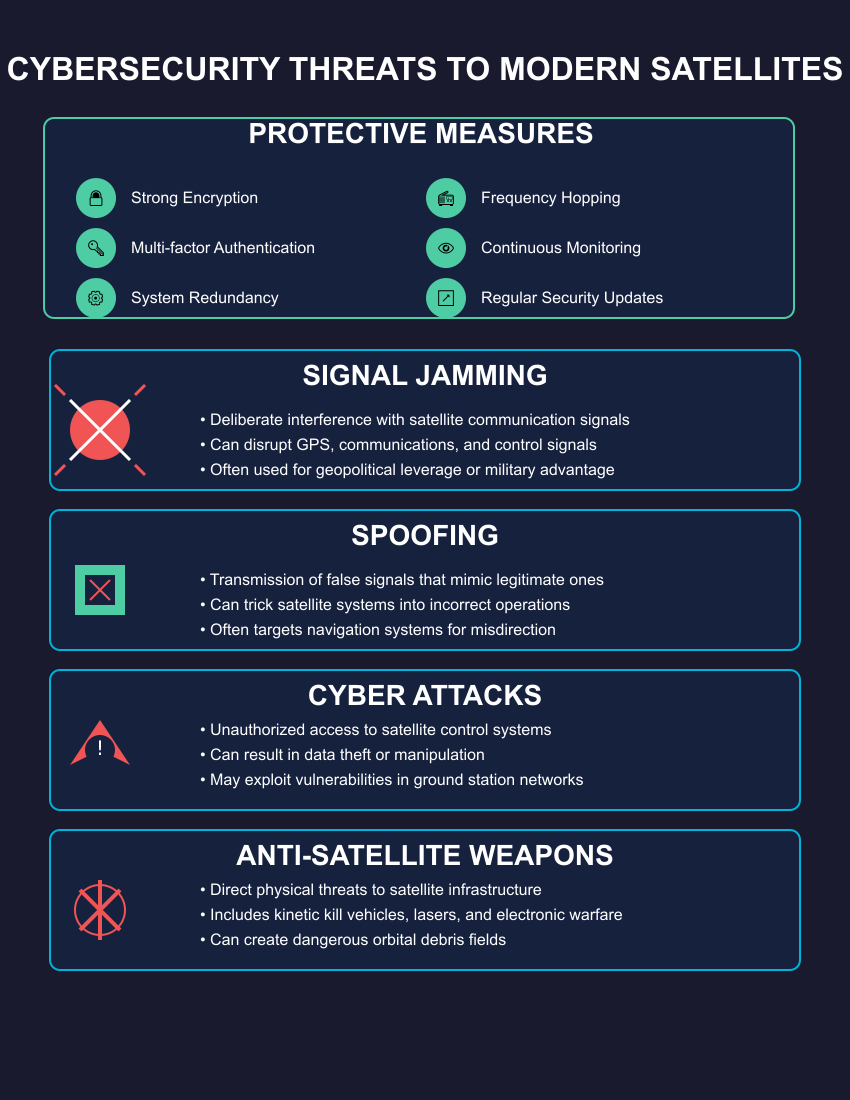 CYBERSECURITY THREATS TO MODERN SATELLITES
PROTECTIVE MEASURES
Strong Encryption
Frequency Hopping
Multi-factor Authentication
Continuous Monitoring
System Redundancy
Regular Security Updates
SIGNAL JAMMING
• Deliberate interference with satellite communication signals
• Can disrupt GPS, communications, and control signals
• Often used for geopolitical leverage or military advantage
SPOOFING
• Transmission of false signals that mimic legitimate ones
• Can trick satellite systems into incorrect operations
• Often targets navigation systems for misdirection
CYBER ATTACKS
• Unauthorized access to satellite control systems
!
• Can result in data theft or manipulation
• May exploit vulnerabilities in ground station networks
ANTI-SATELLITE WEAPONS
• Direct physical threats to satellite infrastructure
• Includes kinetic kill vehicles, lasers, and electronic warfare
• Can create dangerous orbital debris fields